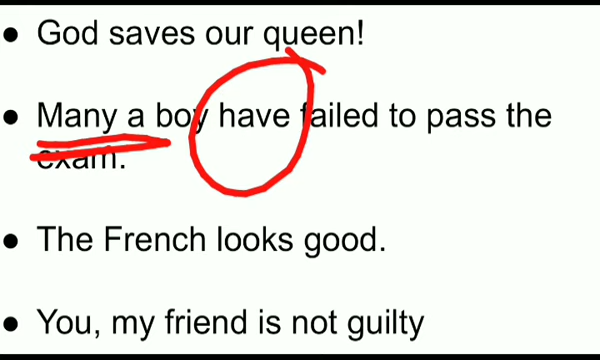 ● God saves our queen!
● Many a boy have failed to pass the
exam.
● The French looks good.
● You, my friend is not guilty